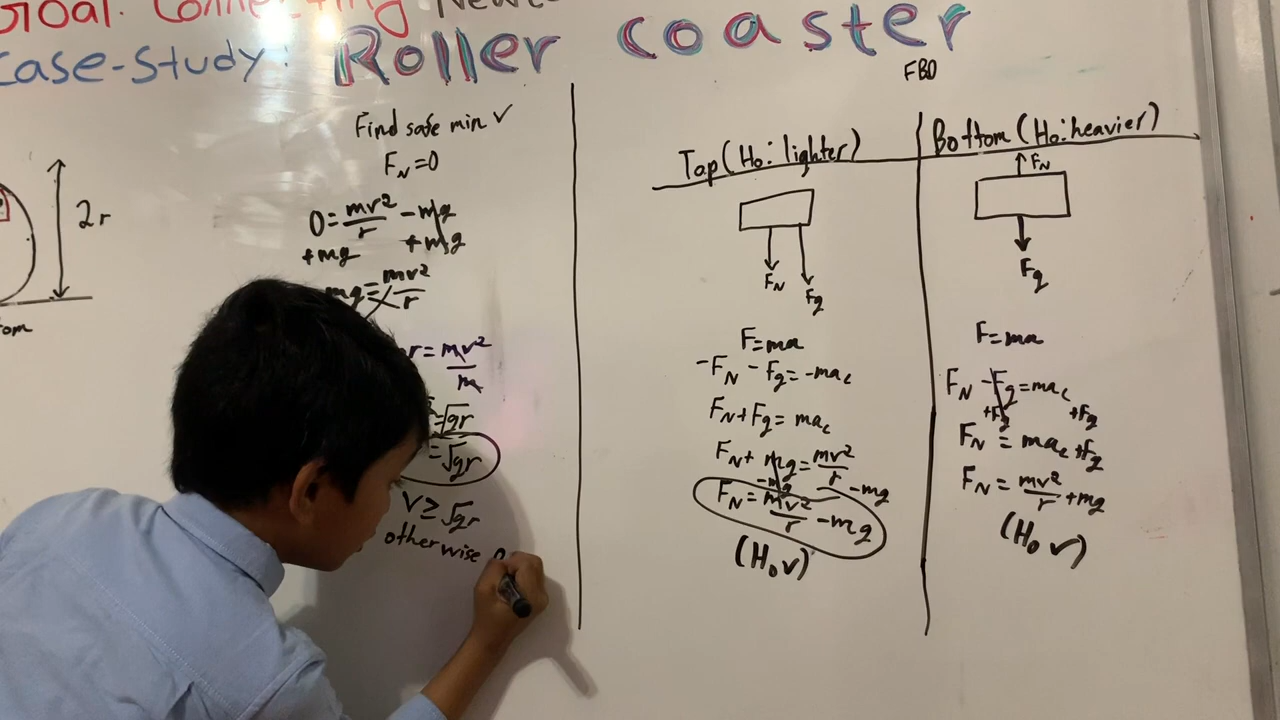 Goal: Connecting
Case-Study: Roller coaster
FBD
2r
Find safe min ✓
F_N=0
0=mv²/r -mg
+mg +mg
mg=mv²/r
r=mv²/m
=√gr
=√gr
v≥√gr
otherwise
Top(H₀:lighter)
F_N
Fg
F=ma
-F_N-Fg=-ma_c
F_N+Fg=ma_c
F_N+mg=mv²/r
-mg -mg
F_N=mv²/r -mg
(H₀ ✓)
Bottom(H₀:heavier)
↑F_N
Fg
F=ma
F_N-Fg=ma_c
+Fg +Fg
F_N=ma_c+Fg
F_N=mv²/r+mg
(H₀ ✓)